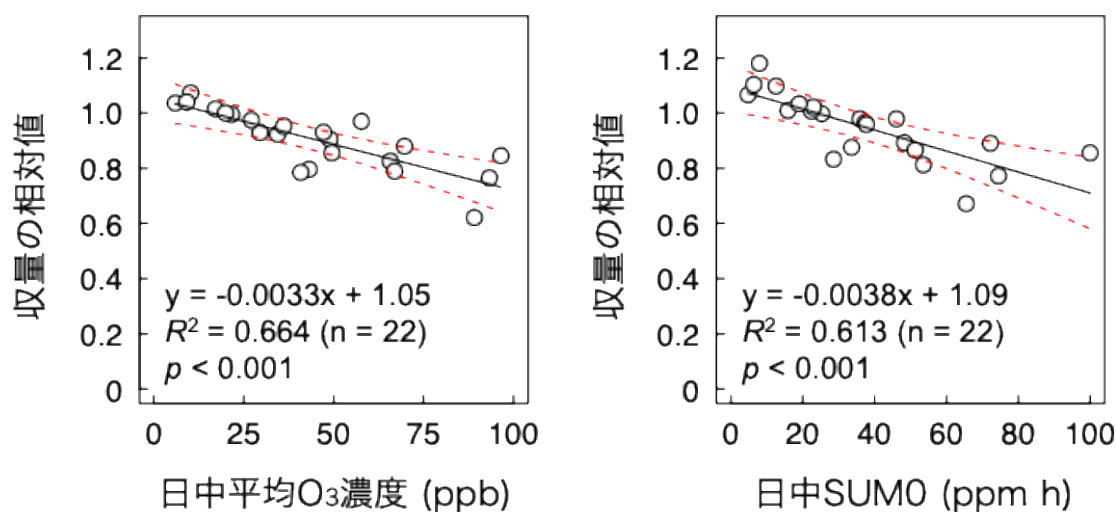 収量の相対値
1.2
1.0
0.8
0.6
0.4
0.2
0
y = -0.0033x + 1.05
R² = 0.664 (n = 22)
p < 0.001
0 25 50 75 100
日中平均O₃濃度 (ppb)
収量の相対値
1.2
1.0
0.8
0.6
0.4
0.2
0
y = -0.0038x + 1.09
R² = 0.613 (n = 22)
p < 0.001
0 20 40 60 80 100
日中SUM0 (ppm h)